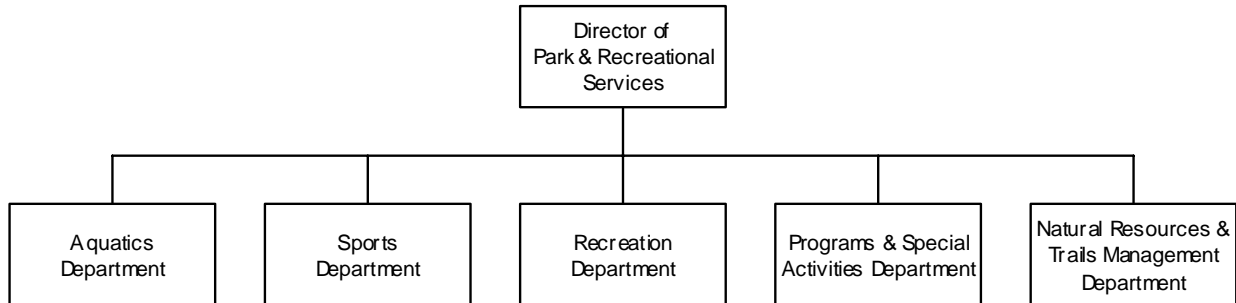 Director of
Park & Recreational
Services
Aquatics
Department
Sports
Department
Recreation
Department
Programs & Special
Activities Department
Natural Resources &
Trails Management
Department